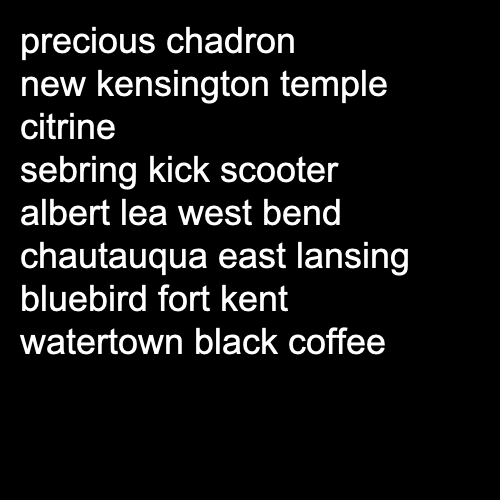 precious chadron
new kensington temple
citrine
sebring kick scooter
albert lea west bend
chautauqua east lansing
bluebird fort kent
watertown black coffee